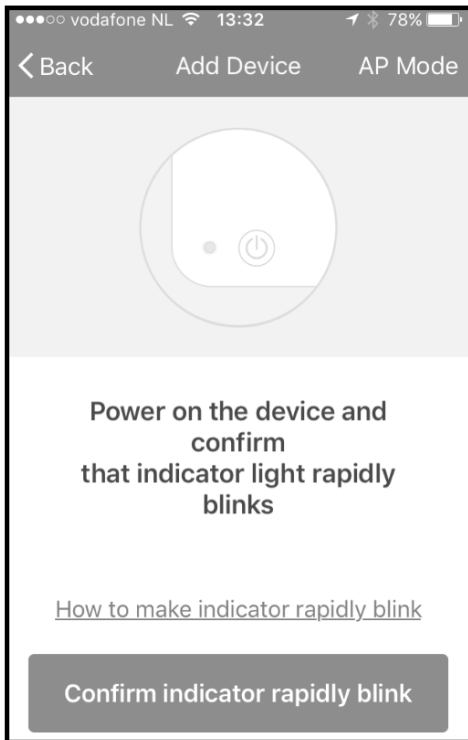 vodafone NL 13:32 78%
Back Add Device AP Mode
Power on the device and
confirm
that indicator light rapidly
blinks
How to make indicator rapidly blink
Confirm indicator rapidly blink